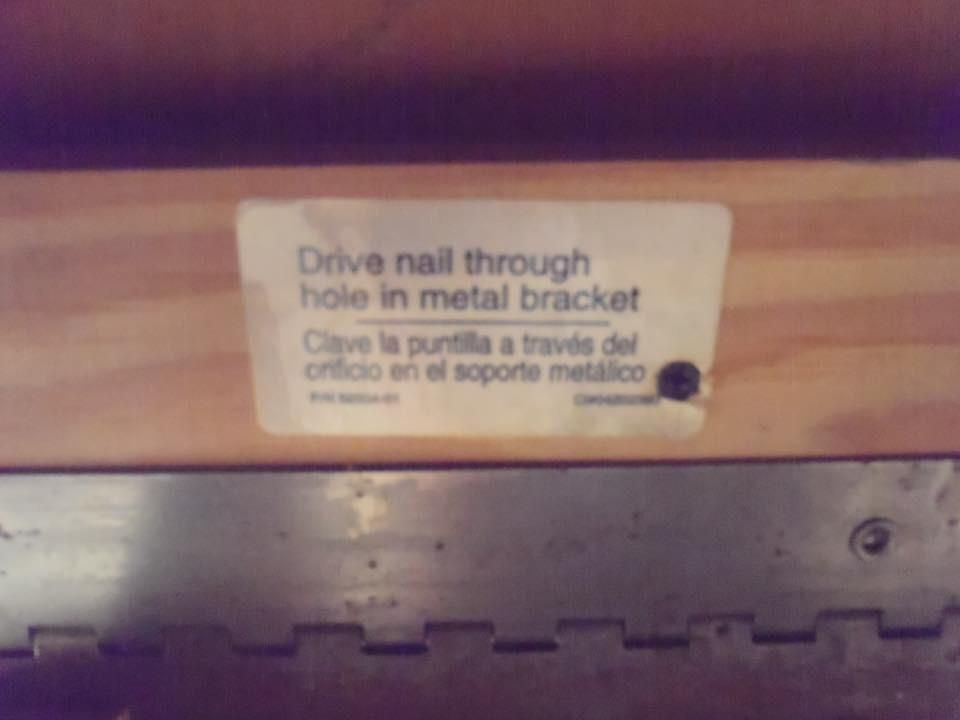 Drive nail through
hole in metal bracket
Clave la puntilla a través del
orificio en el soporte metálico
P/N